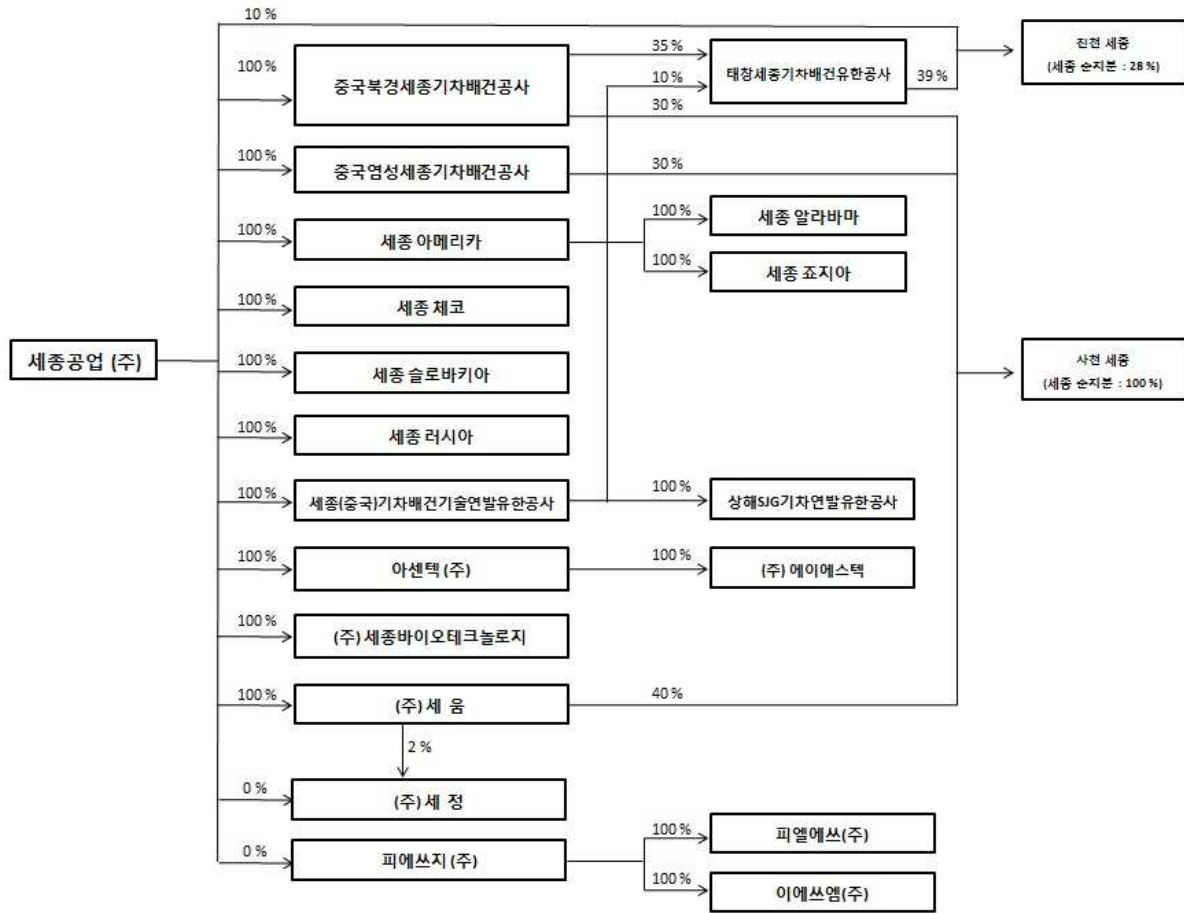 10 %
35 %
진천 세종
(세종 순지분 : 28 %)
100 %
중국북경세종기차배건공사
태창세종기차배건유한공사
10 %
39 %
30 %
100 %
중국염성세종기차배건공사
30 %
100 %
세종 아메리카
100 %
세종 알라바마
100 %
세종 죠지아
100 %
세종 체코
세종공업 (주)
100 %
세종 슬로바키아
사천 세종
(세종 순지분 : 100 %)
100 %
세종 러시아
100 %
세종(중국)기차배건기술연발유한공사
100 %
상해SJG기차연발유한공사
100 %
아센텍 (주)
100 %
(주) 에이에스텍
100 %
(주) 세종바이오테크놀로지
100 %
(주) 세 움
40 %
2 %
0 %
(주) 세 정
0 %
피에쓰지 (주)
100 %
피엘에쓰(주)
100 %
이에쓰엠(주)